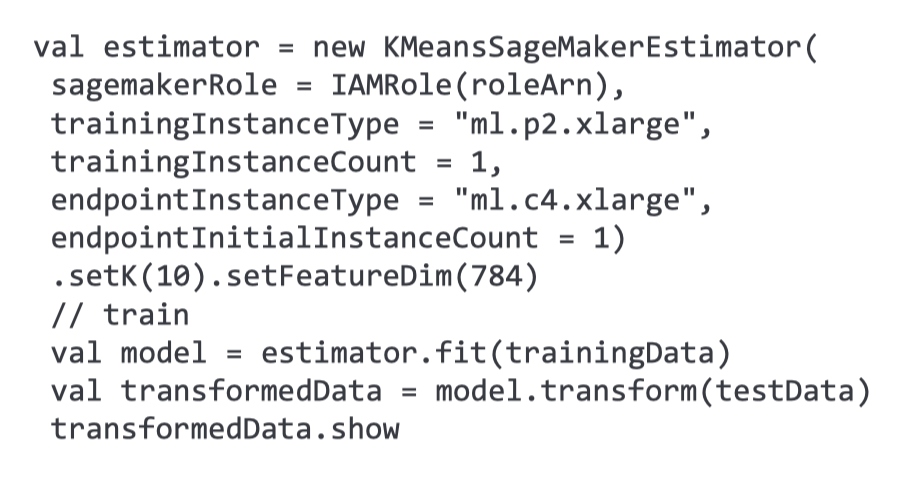 val estimator = new KMeansSageMakerEstimator(
sagemakerRole = IAMRole(roleArn),
trainingInstanceType = "ml.p2.xlarge",
trainingInstanceCount = 1,
endpointInstanceType = "ml.c4.xlarge",
endpointInitialInstanceCount = 1)
.setK(10).setFeatureDim(784)
// train
val model = estimator.fit(trainingData)
val transformedData = model.transform(testData)
transformedData.show